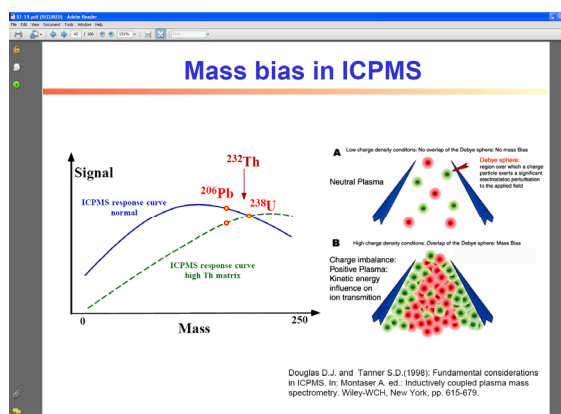 ST-19.pdf (SECURED) - Adobe Reader
File Edit View Document Tools Window Help
Mass bias in ICPMS
Signal
232Th
206Pb
238U
ICPMS response curve
normal
ICPMS response curve
high Th matrix
0
Mass
250
A Low charge density conditons: No overlap of the Debye sphere: No mass Bias
Neutral Plasma
Debye sphere:
region over which a charge
particle exerts a significant
electrostatic perturbation
to the applied field
B High charge density conditons: Overlap of the Debye sphere: Mass Bias
Charge imbalance:
Positive Plasma:
Kinetic energy
influence on
ion transmition
Douglas D.J. and Tanner S.D.(1998): Fundamental considerations
in ICPMS. In: Montaser A. ed.: Inductively coupled plasma mass
spectrometry. Wiley-WCH, New York, pp. 615-679.